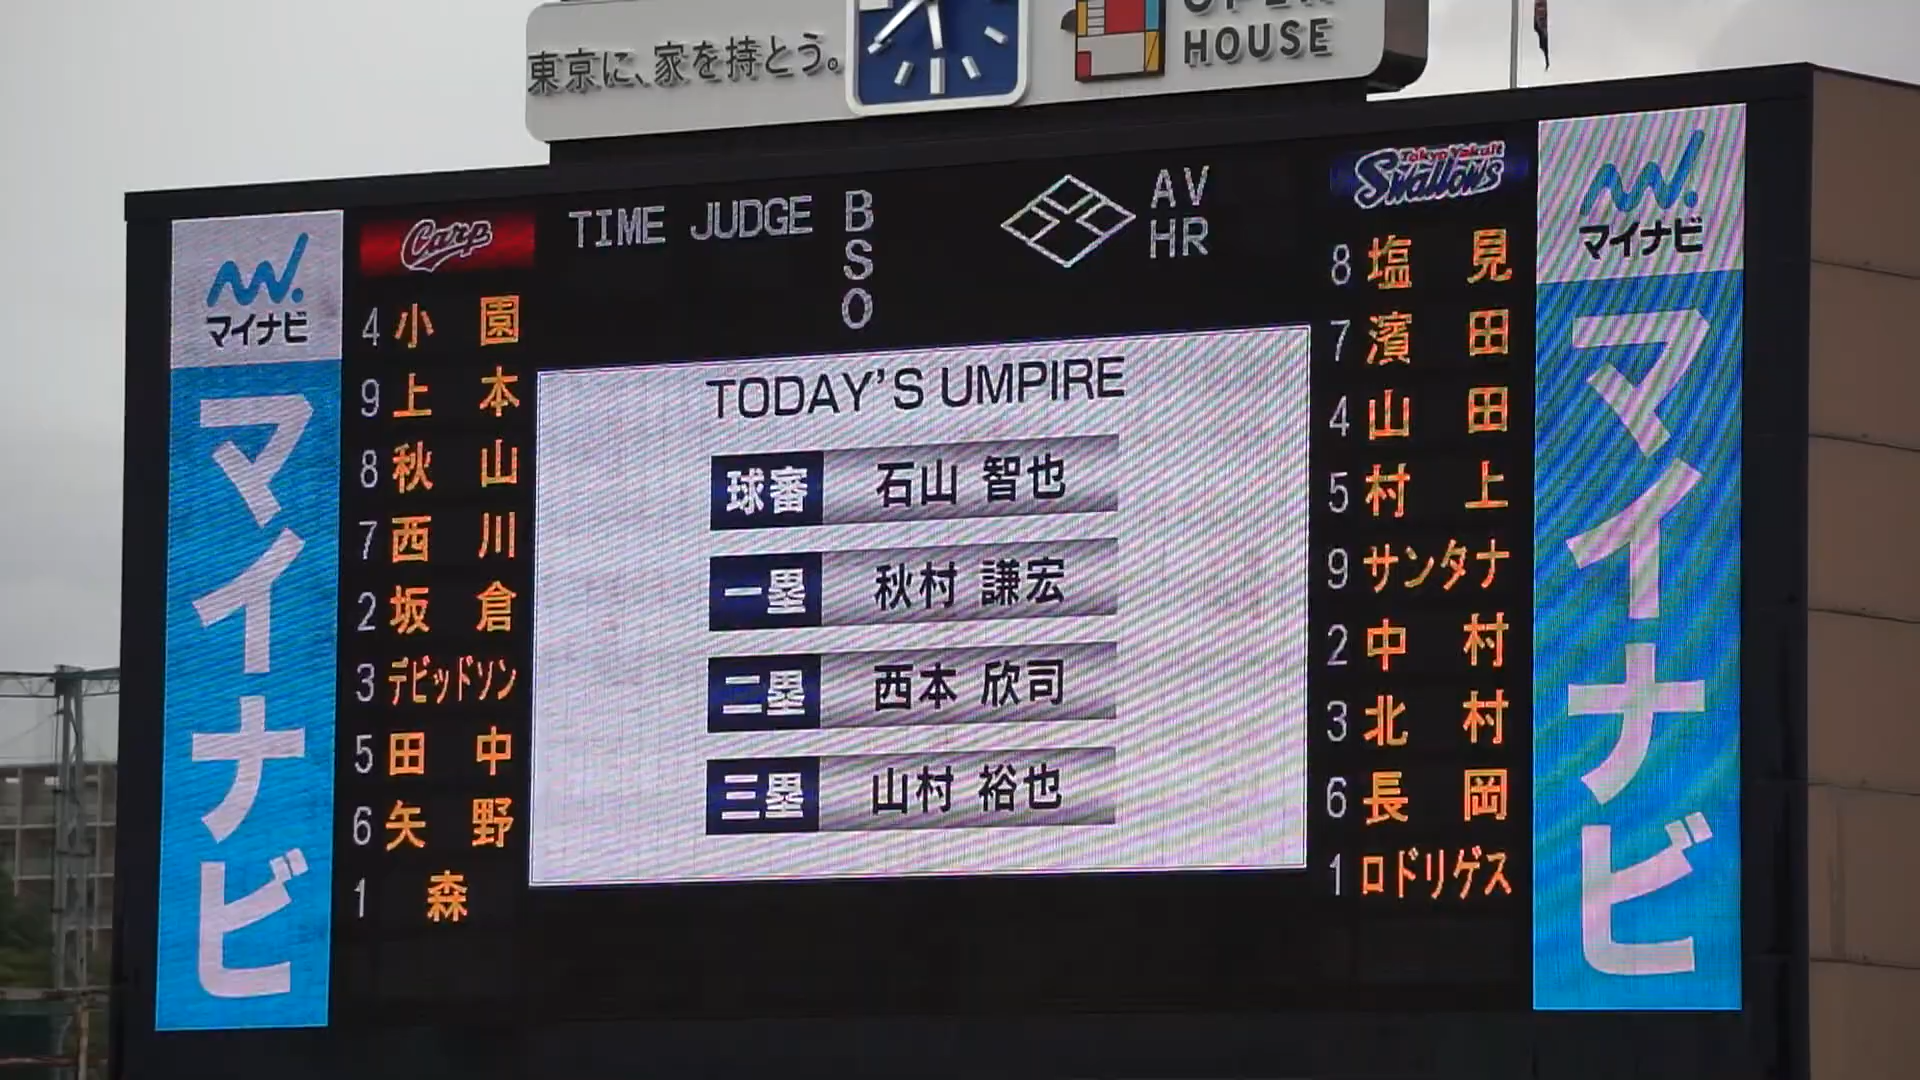 東京に、家を持とう。
OPEN
HOUSE
マイナビ
マイナビ
Carp
4 小園
9 上本
8 秋山
7 西川
2 坂倉
3 デビッドソン
5 田中
6 矢野
1 森
TIME JUDGE
B
S
O
AV
HR
TODAY'S UMPIRE
球審 石山 智也
一塁 秋村 謙宏
二塁 西本 欣司
三塁 山村 裕也
Tokyo Yakult
Swallows
8 塩見
7 濱田
4 山田
5 村上
9 サンタナ
2 中村
3 北村
6 長岡
1 ロドリゲス
マイナビ
マイナビ